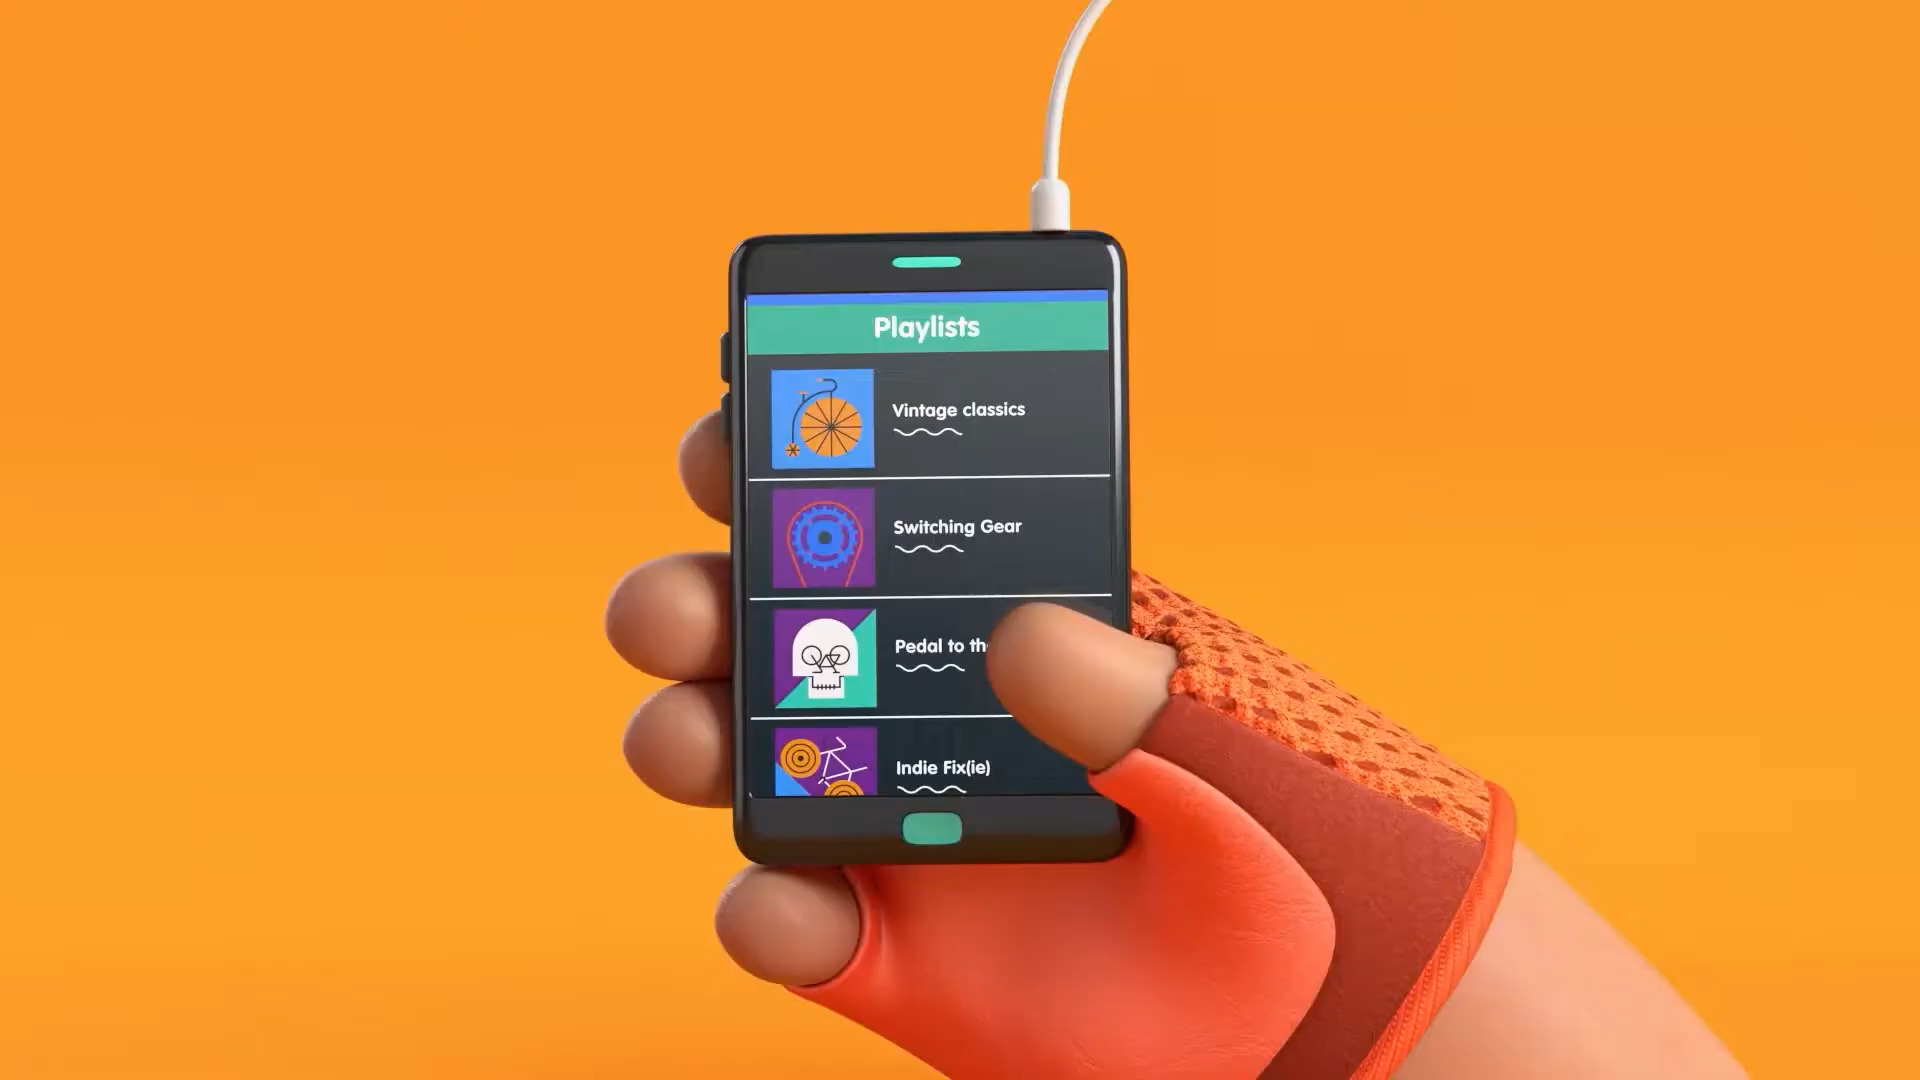 Playlists
Vintage classics
Switching Gear
Pedal to th
Indie Fix(ie)